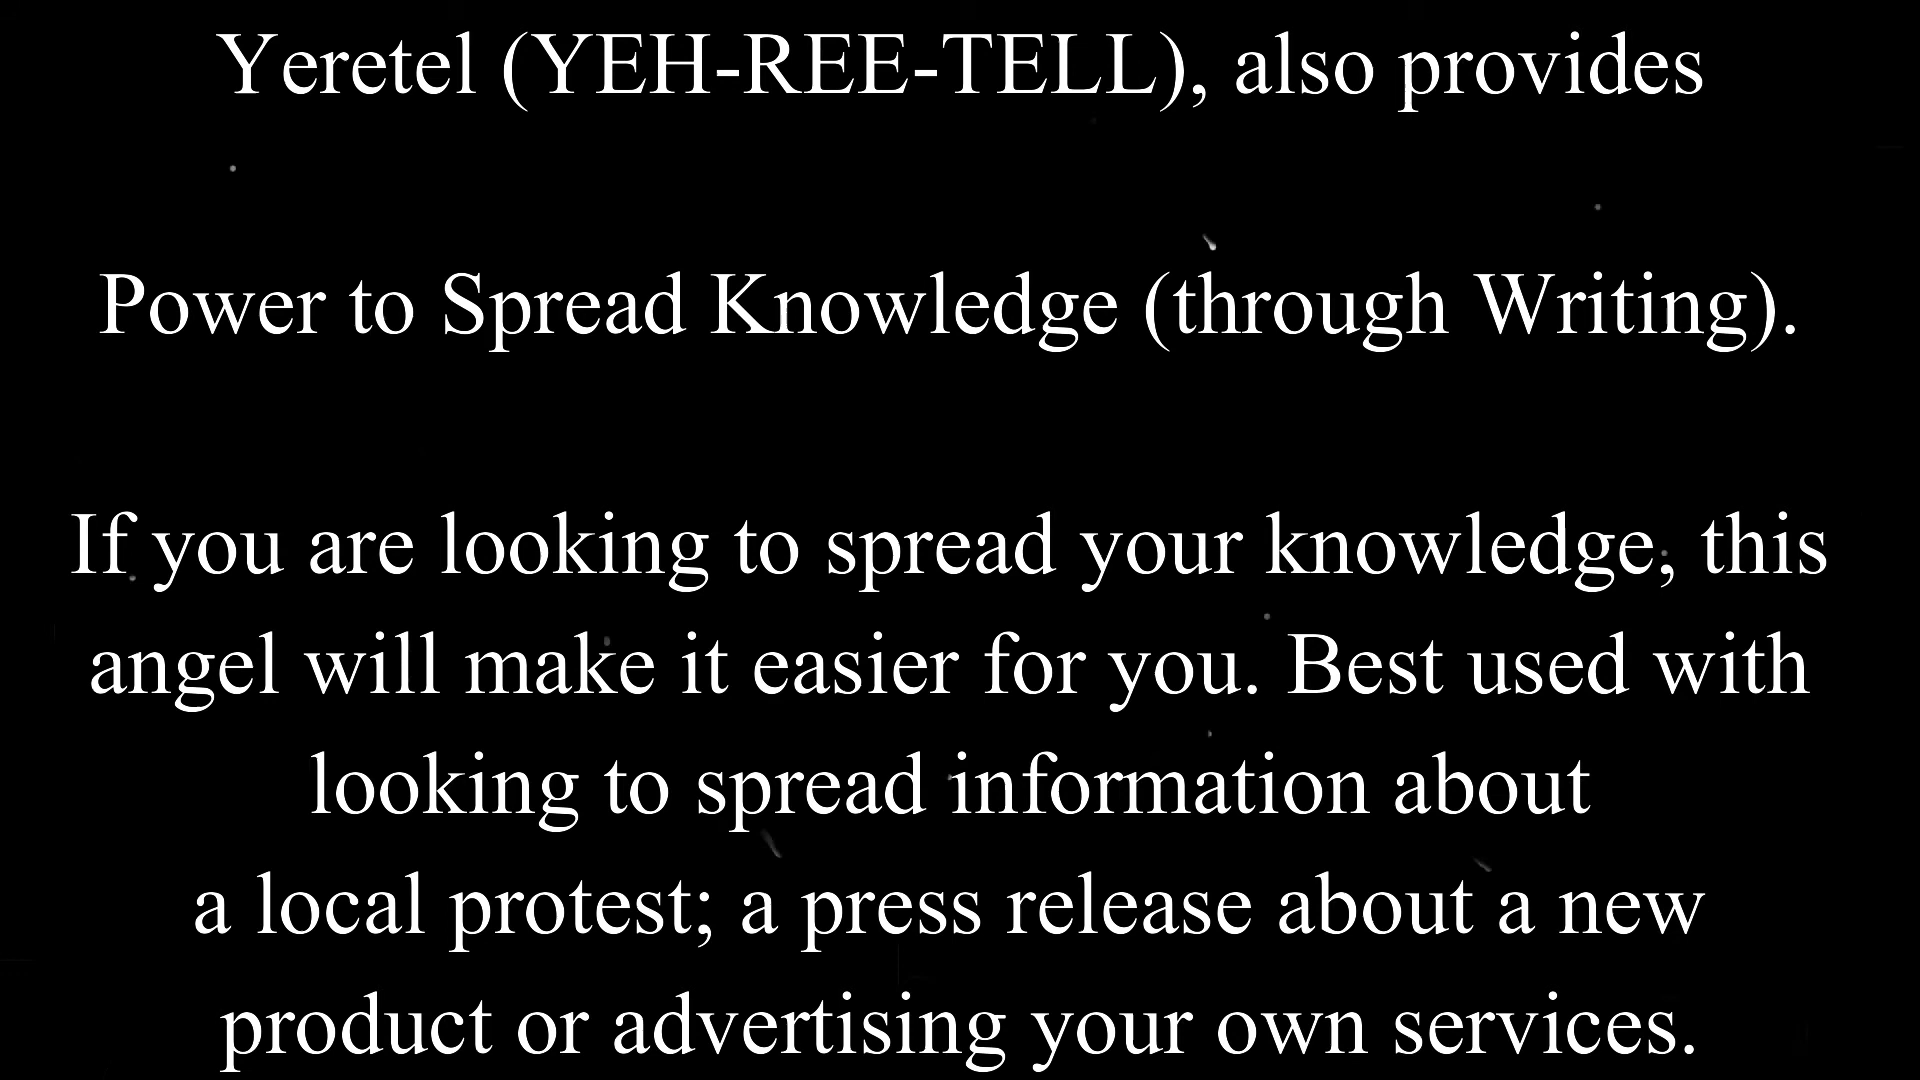 Yeretel (YEH-REE-TELL), also provides
Power to Spread Knowledge (through Writing).
If you are looking to spread your knowledge, this
angel will make it easier for you. Best used with
looking to spread information about
a local protest; a press release about a new
product or advertising your own services.